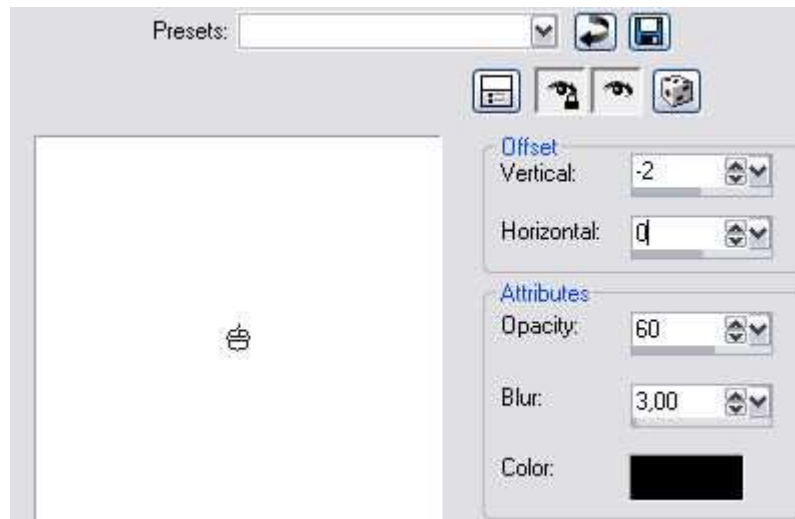 Presets:
Offset
Vertical: -2
Horizontal: 0
Attributes
Opacity: 60
Blur: 3,00
Color: